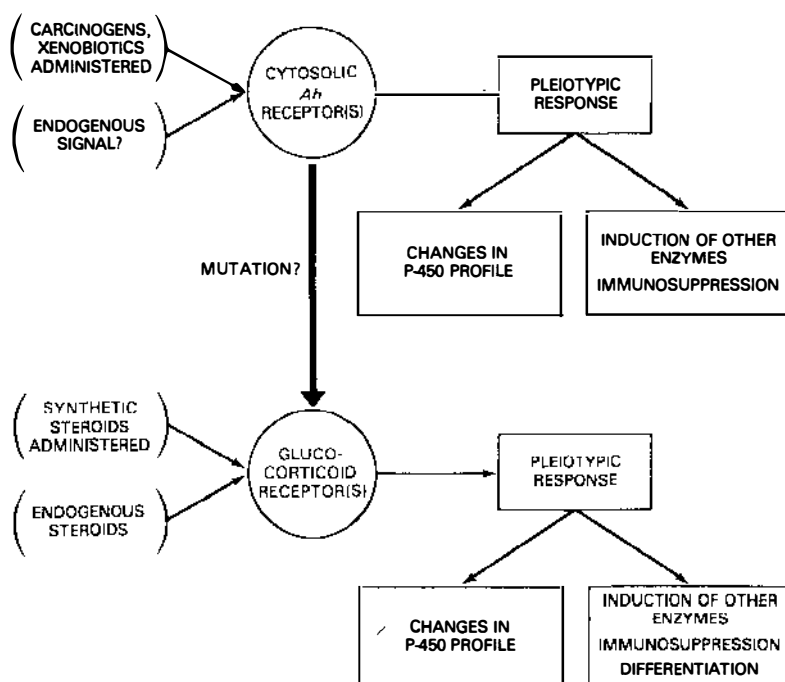 CARCINOGENS,
XENOBIOTICS
ADMINISTERED
ENDOGENOUS
SIGNAL?
CYTOSOLIC
Ah
RECEPTOR(S)
PLEIOTYPIC
RESPONSE
CHANGES IN
P-450 PROFILE
INDUCTION OF OTHER
ENZYMES
IMMUNOSUPPRESSION
MUTATION?
SYNTHETIC
STEROIDS
ADMINISTERED
ENDOGENOUS
STEROIDS
GLUCO-
CORTICOID
RECEPTOR(S)
PLEIOTYPIC
RESPONSE
CHANGES IN
P-450 PROFILE
INDUCTION OF OTHER
ENZYMES
IMMUNOSUPPRESSION
DIFFERENTIATION